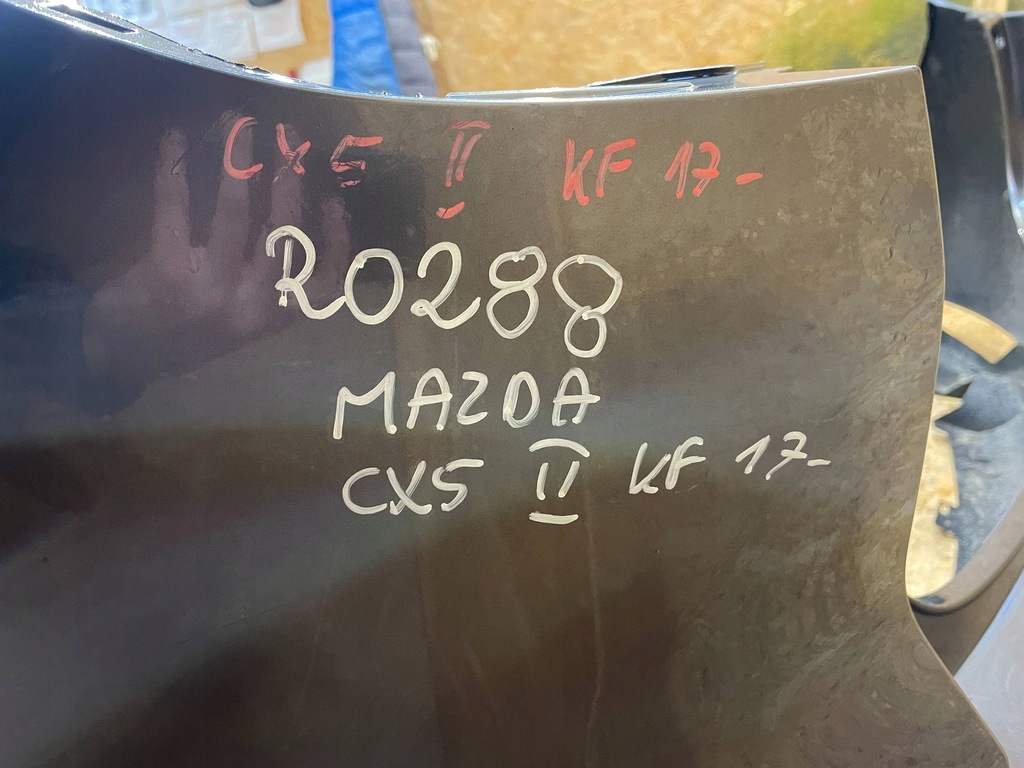 CX5 II KF 17-
R0288
MAZDA
CX5 II KF 17-